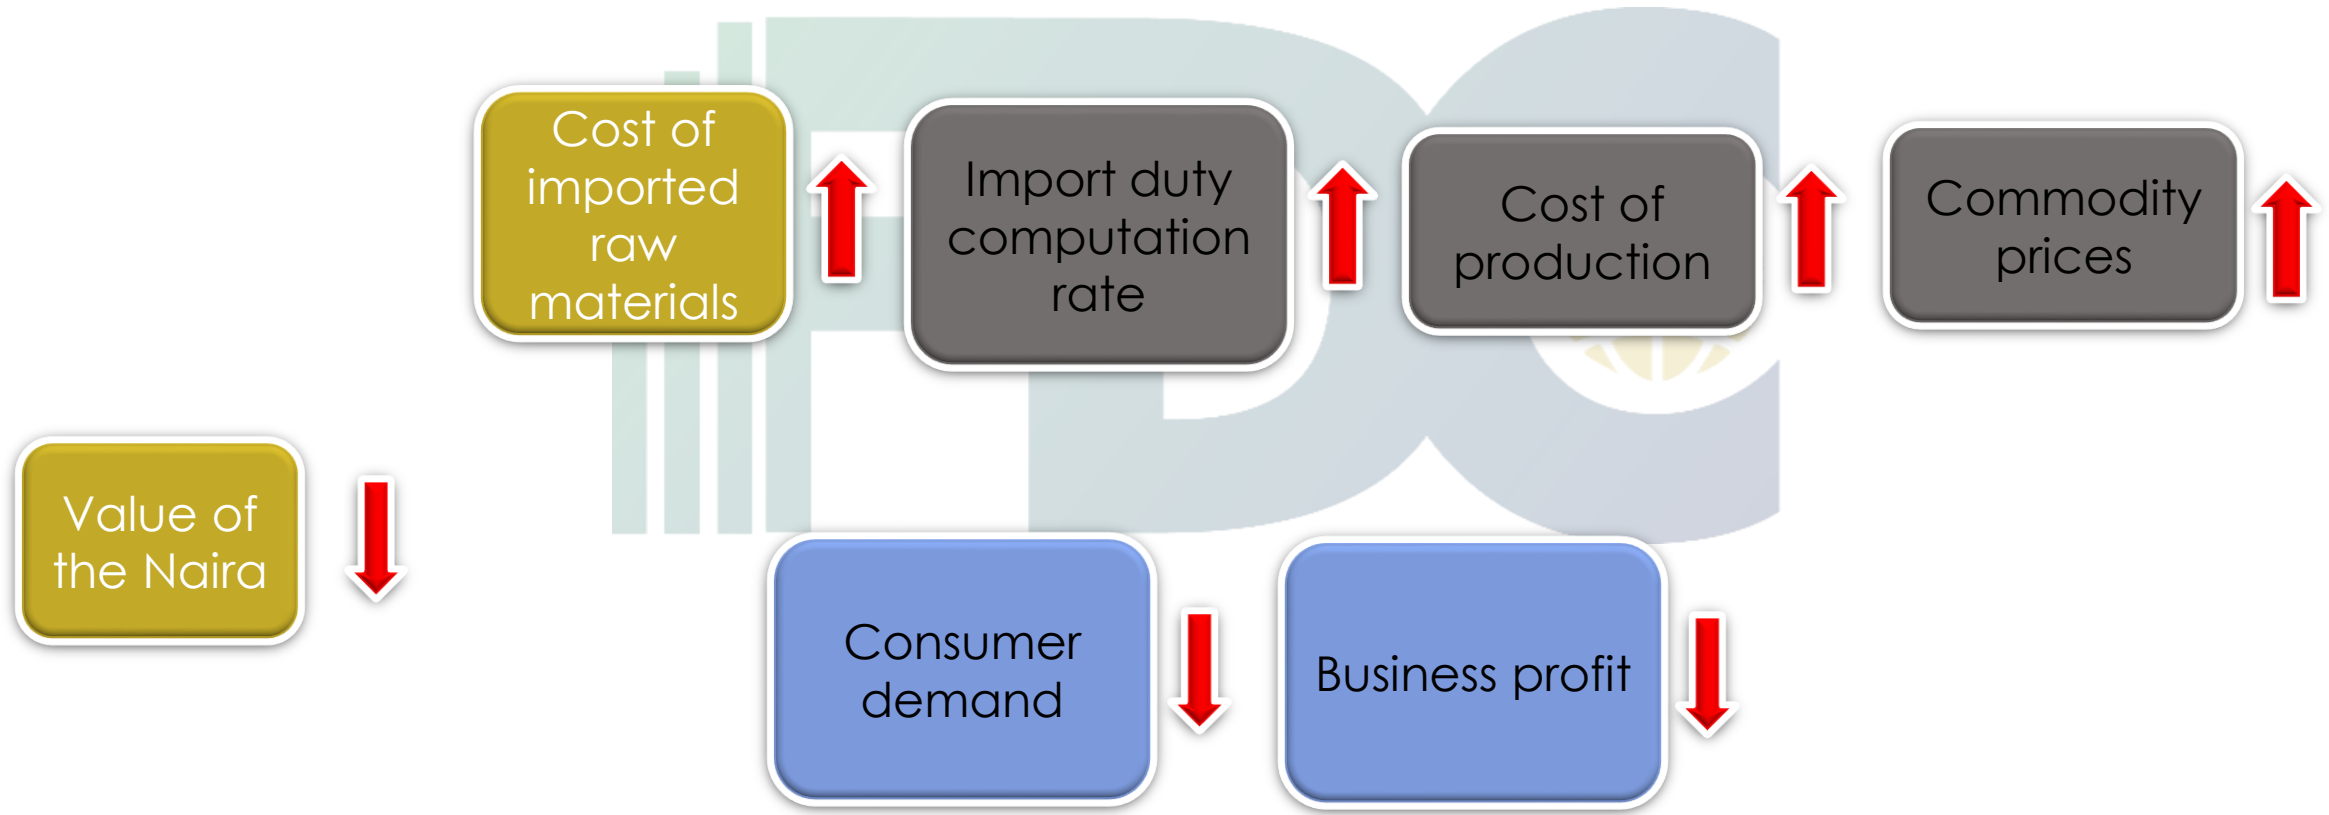 Cost of
imported
raw
materials
Import duty
computation
rate
Cost of
production
Commodity
prices
Value of
the Naira
Consumer
demand
Business profit
FDC